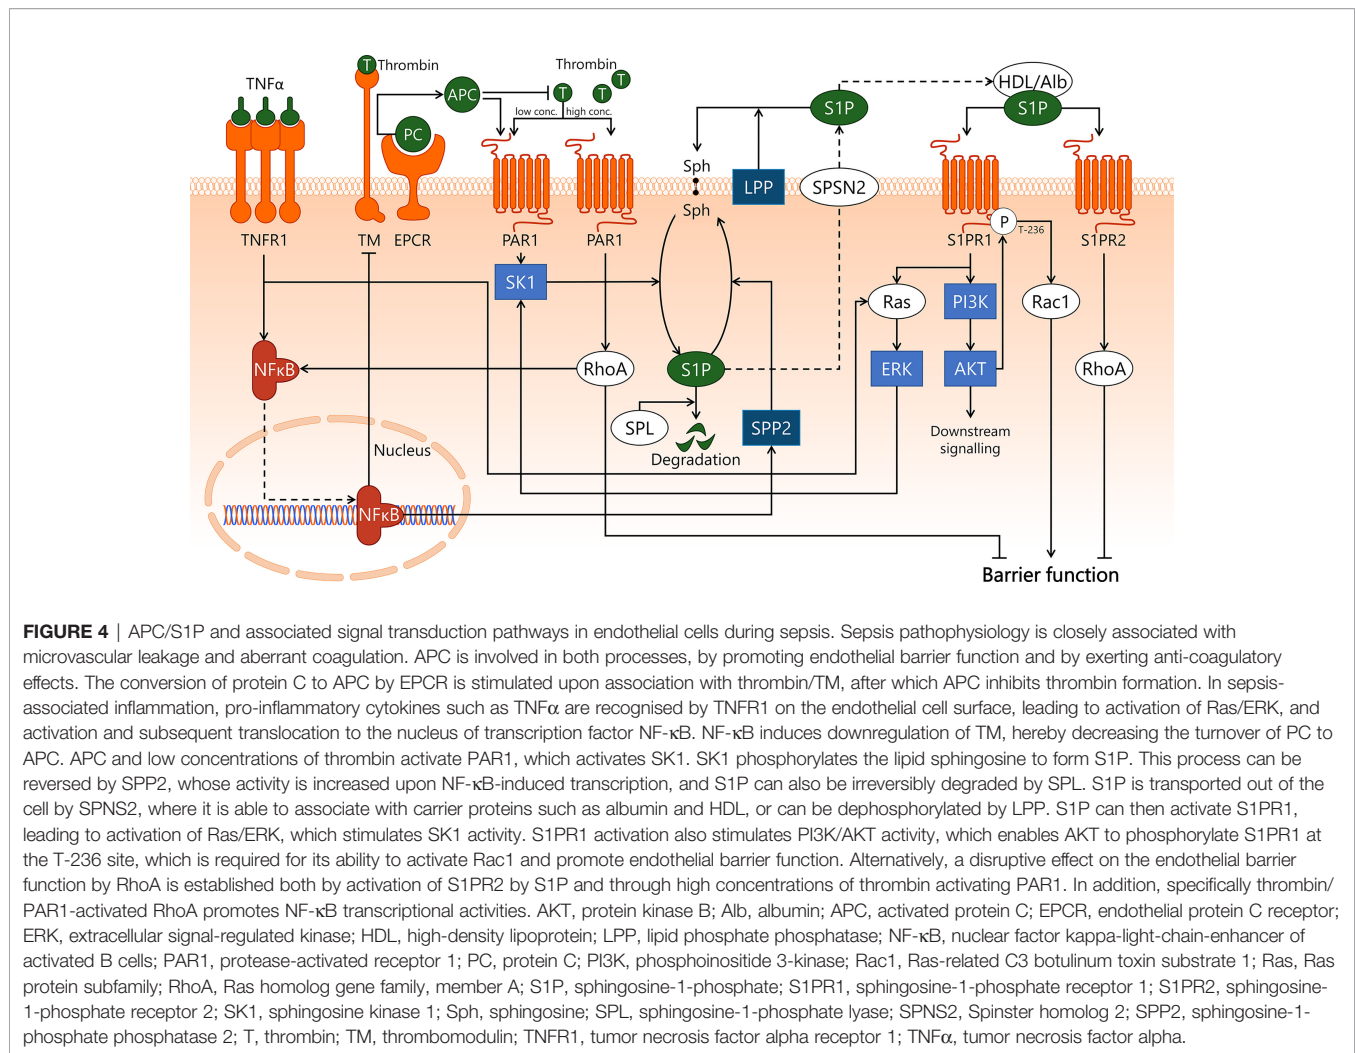 TNFα
T Thrombin
APC
PC
Thrombin
T
T
T
low conc. high conc.
S1P
HDL/Alb
S1P
Sph
Sph
LPP
SPSN2
P
T-236
TNFR1
TM
EPCR
PAR1
PAR1
S1PR1
S1PR2
SK1
Ras
PI3K
Rac1
NFκB
RhoA
S1P
ERK
AKT
RhoA
SPL
SPP2
Degradation
Downstream
signalling
Nucleus
NFκB
Barrier function
FIGURE 4 | APC/S1P and associated signal transduction pathways in endothelial cells during sepsis. Sepsis pathophysiology is closely associated with
microvascular leakage and aberrant coagulation. APC is involved in both processes, by promoting endothelial barrier function and by exerting anti-coagulatory
effects. The conversion of protein C to APC by EPCR is stimulated upon association with thrombin/TM, after which APC inhibits thrombin formation. In sepsis-
associated inflammation, pro-inflammatory cytokines such as TNFα are recognised by TNFR1 on the endothelial cell surface, leading to activation of Ras/ERK, and
activation and subsequent translocation to the nucleus of transcription factor NF-κB. NF-κB induces downregulation of TM, hereby decreasing the turnover of PC to
APC. APC and low concentrations of thrombin activate PAR1, which activates SK1. SK1 phosphorylates the lipid sphingosine to form S1P. This process can be
reversed by SPP2, whose activity is increased upon NF-κB-induced transcription, and S1P can also be irreversibly degraded by SPL. S1P is transported out of the
cell by SPNS2, where it is able to associate with carrier proteins such as albumin and HDL, or can be dephosphorylated by LPP. S1P can then activate S1PR1,
leading to activation of Ras/ERK, which stimulates SK1 activity. S1PR1 activation also stimulates PI3K/AKT activity, which enables AKT to phosphorylate S1PR1 at
the T-236 site, which is required for its ability to activate Rac1 and promote endothelial barrier function. Alternatively, a disruptive effect on the endothelial barrier
function by RhoA is established both by activation of S1PR2 by S1P and through high concentrations of thrombin activating PAR1. In addition, specifically thrombin/
PAR1-activated RhoA promotes NF-κB transcriptional activities. AKT, protein kinase B; Alb, albumin; APC, activated protein C; EPCR, endothelial protein C receptor;
ERK, extracellular signal-regulated kinase; HDL, high-density lipoprotein; LPP, lipid phosphate phosphatase; NF-κB, nuclear factor kappa-light-chain-enhancer of
activated B cells; PAR1, protease-activated receptor 1; PC, protein C; PI3K, phosphoinositide 3-kinase; Rac1, Ras-related C3 botulinum toxin substrate 1; Ras, Ras
protein subfamily; RhoA, Ras homolog gene family, member A; S1P, sphingosine-1-phosphate; S1PR1, sphingosine-1-phosphate receptor 1; S1PR2, sphingosine-
1-phosphate receptor 2; SK1, sphingosine kinase 1; Sph, sphingosine; SPL, sphingosine-1-phosphate lyase; SPNS2, Spinster homolog 2; SPP2, sphingosine-1-
phosphate phosphatase 2; T, thrombin; TM, thrombomodulin; TNFR1, tumor necrosis factor alpha receptor 1; TNFα, tumor necrosis factor alpha.